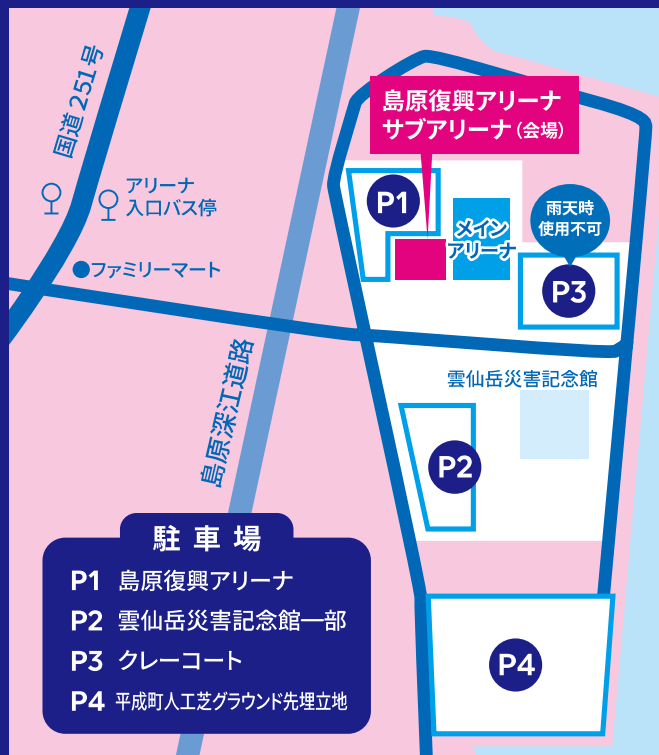 国道251号
島原復興アリーナ
サブアリーナ(会場)
アリーナ
入口バス停
P1
メイン
アリーナ
雨天時
使用不可
P3
ファミリーマート
島原深江道路
雲仙岳災害記念館
P2
駐車場
P1 島原復興アリーナ
P2 雲仙岳災害記念館一部
P3 クレーコート
P4 平成町人工芝グラウンド先埋立地
P4